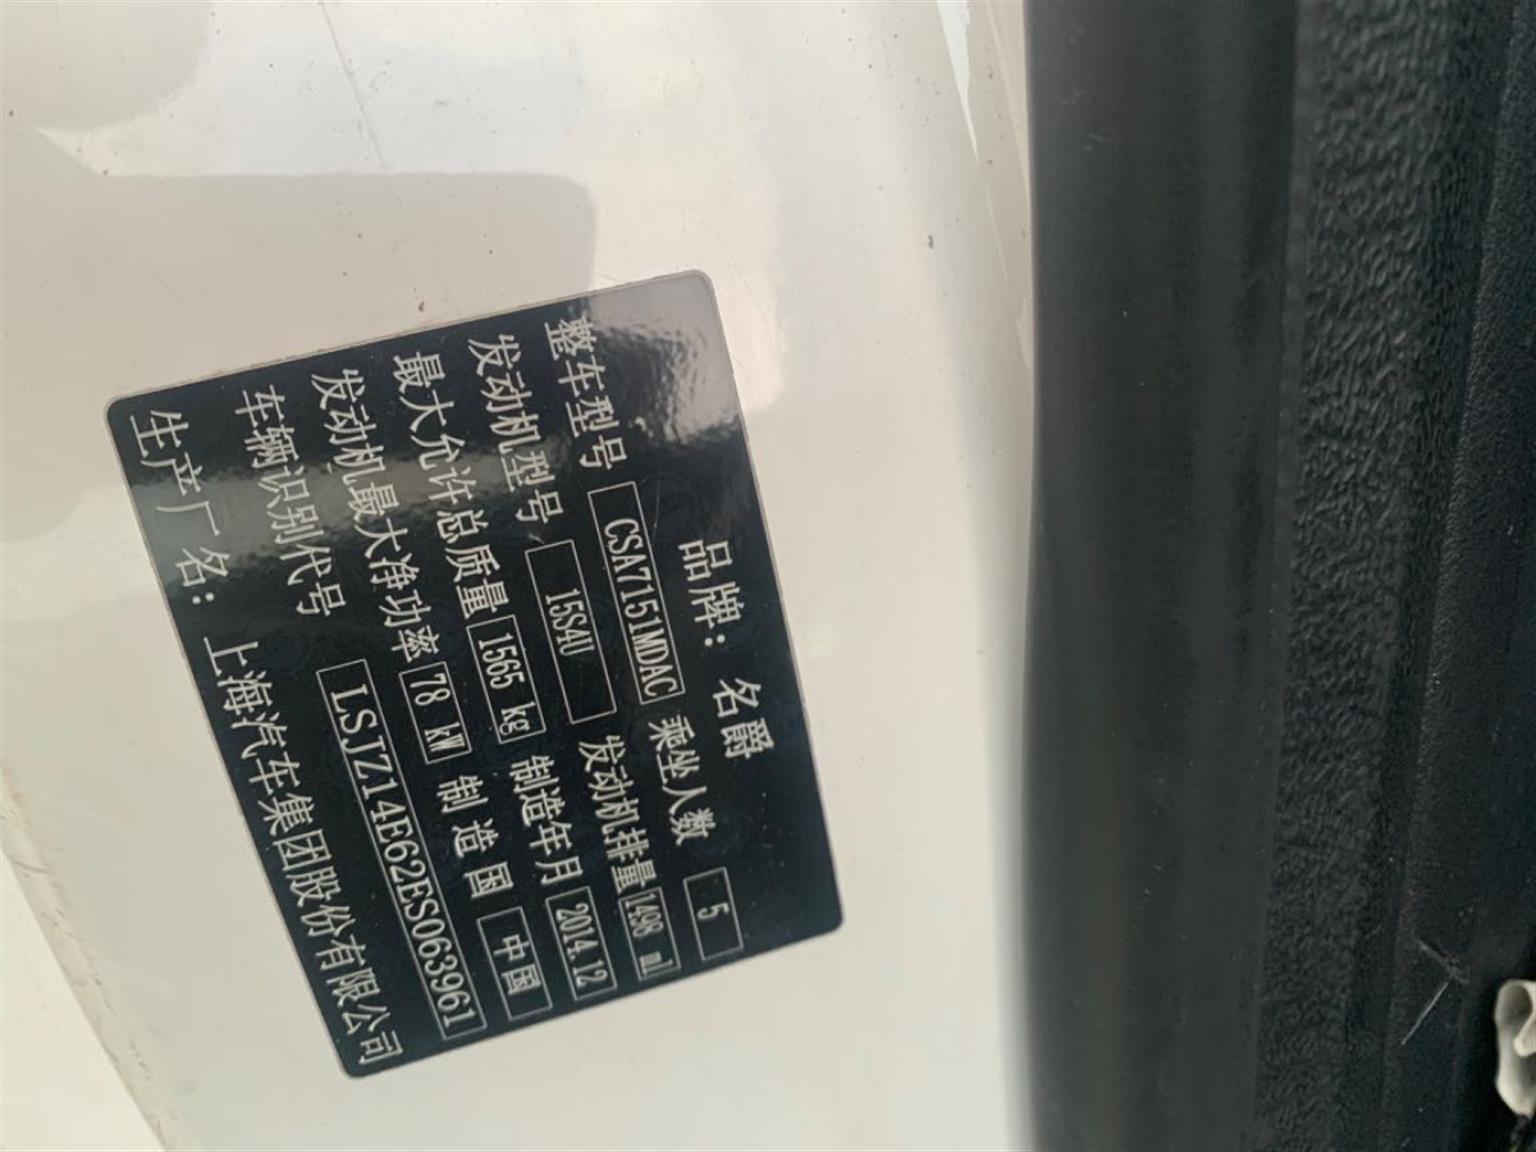 品牌：名爵
整车型号 CSA7151MDAC 乘坐人数 5
发动机型号 15S4U 发动机排量 1498 ml
最大允许总质量 1565 kg 制造年月 2014.12
发动机最大净功率 78 kW 制造国 中国
车辆识别代号 LSJZ14E62ES063961
生产厂名：上海汽车集团股份有限公司